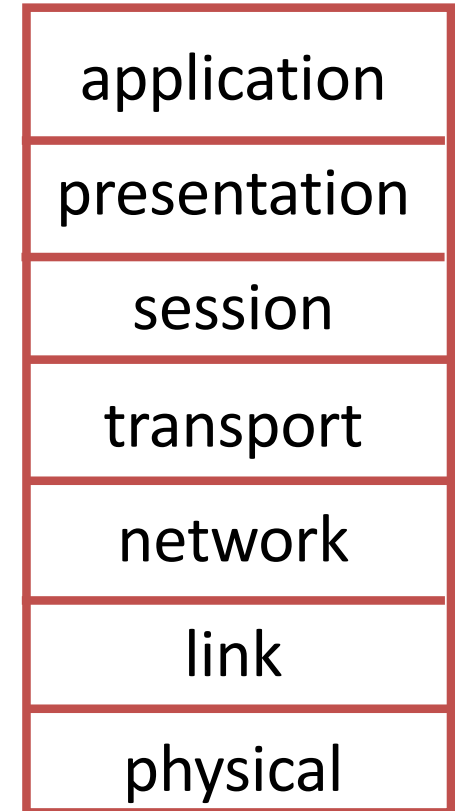 application
presentation
session
transport
network
link
physical